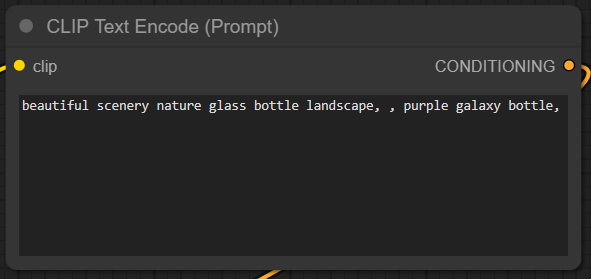 CLIP Text Encode (Prompt)
clip CONDITIONING
beautiful scenery nature glass bottle landscape, , purple galaxy bottle,